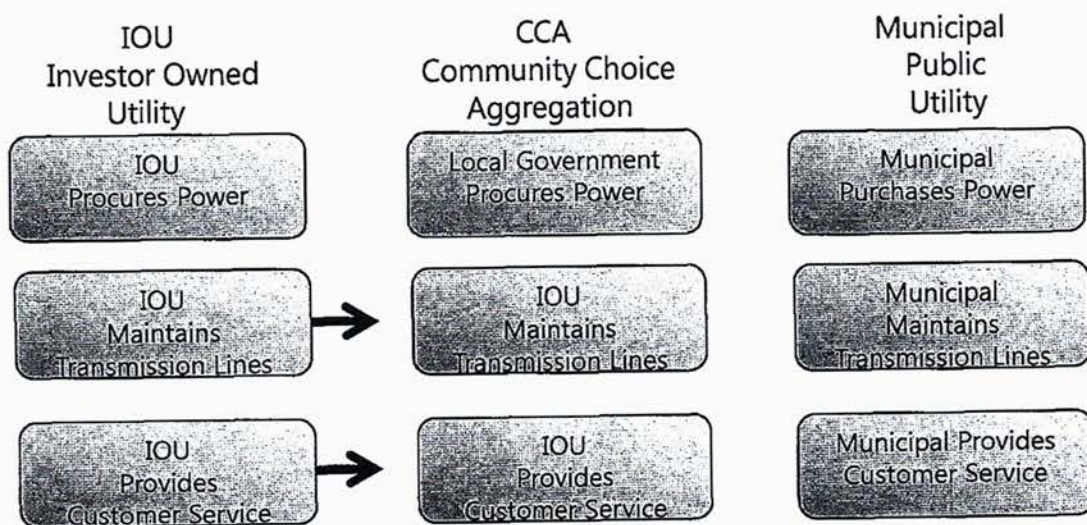 IOU
Investor Owned
Utility
IOU
Procures Power
IOU
Maintains
Transmission Lines
IOU
Provides
Customer Service
CCA
Community Choice
Aggregation
Local Government
Procures Power
IOU
Maintains
Transmission Lines
IOU
Provides
Customer Service
Municipal
Public
Utility
Municipal
Purchases Power
Municipal
Maintains
Transmission Lines
Municipal Provides
Customer Service